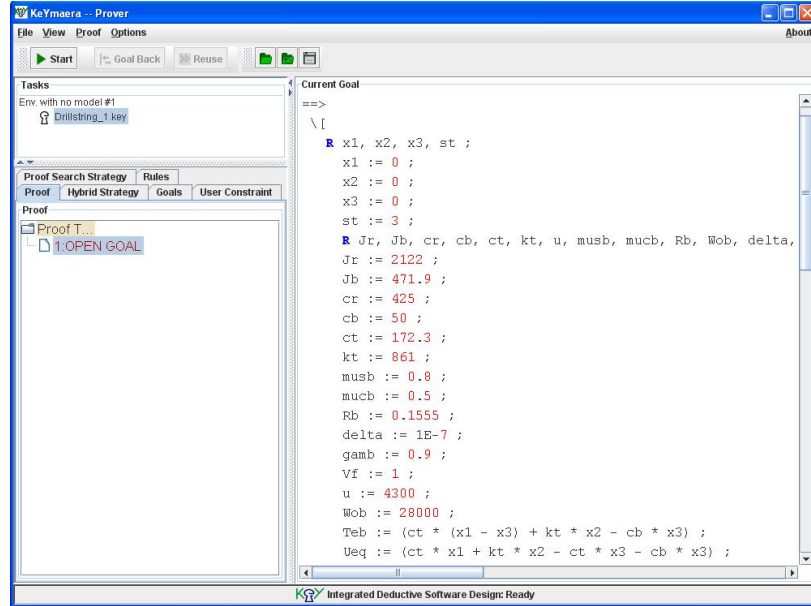 KeYmaera -- Prover
File View Proof Options About
Start Goal Back Reuse
Tasks
Env. with no model #1
Drillstring_1.key
Proof Search Strategy Rules
Proof Hybrid Strategy Goals User Constraint
Proof
Proof T...
1:OPEN GOAL
Current Goal
==>
\[
R x1, x2, x3, st ;
x1 := 0 ;
x2 := 0 ;
x3 := 0 ;
st := 3 ;
R Jr, Jb, cr, cb, ct, kt, u, musb, mucb, Rb, Wob, delta,
Jr := 2122 ;
Jb := 471.9 ;
cr := 425 ;
cb := 50 ;
ct := 172.3 ;
kt := 861 ;
musb := 0.8 ;
mucb := 0.5 ;
Rb := 0.1555 ;
delta := 1E-7 ;
gamb := 0.9 ;
Vf := 1 ;
u := 4300 ;
Wob := 28000 ;
Teb := (ct * (x1 - x3) + kt * x2 - cb * x3) ;
Ueq := (ct * x1 + kt * x2 - ct * x3 - cb * x3) ;
KeY Integrated Deductive Software Design: Ready